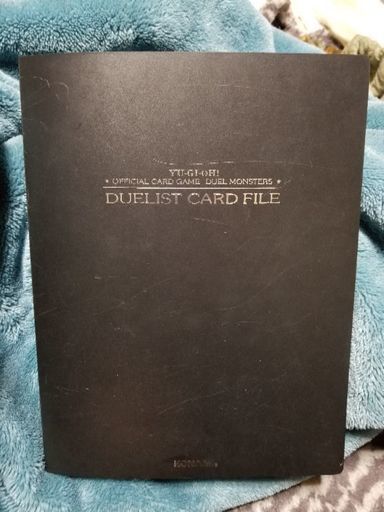 YU-GI-OH!
★ OFFICIAL CARD GAME DUEL MONSTERS ★
DUELIST CARD FILE
KONAMI